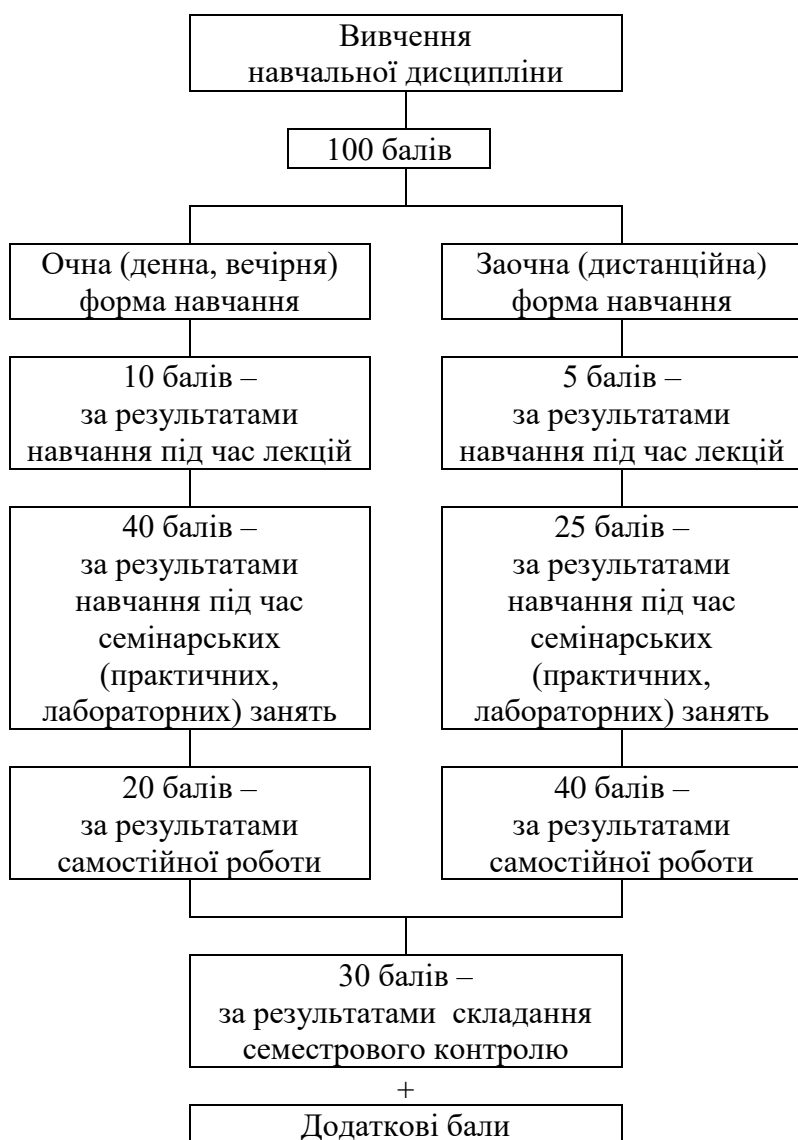 Вивчення
навчальної дисципліни
100 балів
Очна (денна, вечірня)
форма навчання
Заочна (дистанційна)
форма навчання
10 балів –
за результатами
навчання під час лекцій
5 балів –
за результатами
навчання під час лекцій
40 балів –
за результатами
навчання під час
семінарських
(практичних,
лабораторних) занять
25 балів –
за результатами
навчання під час
семінарських
(практичних,
лабораторних) занять
20 балів –
за результатами
самостійної роботи
40 балів –
за результатами
самостійної роботи
30 балів –
за результатами складання
семестрового контролю
+
Додаткові бали